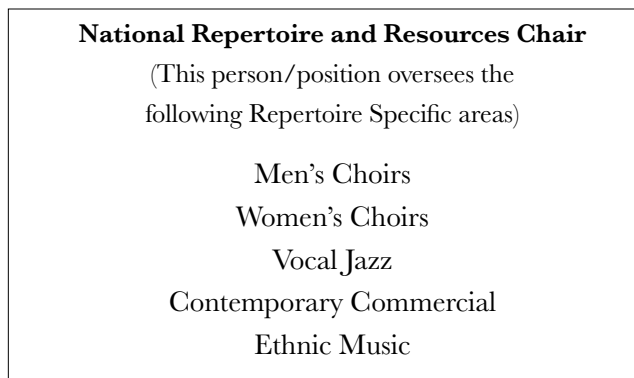 National Repertoire and Resources Chair
(This person/position oversees the
following Repertoire Specific areas)
Men’s Choirs
Women’s Choirs
Vocal Jazz
Contemporary Commercial
Ethnic Music